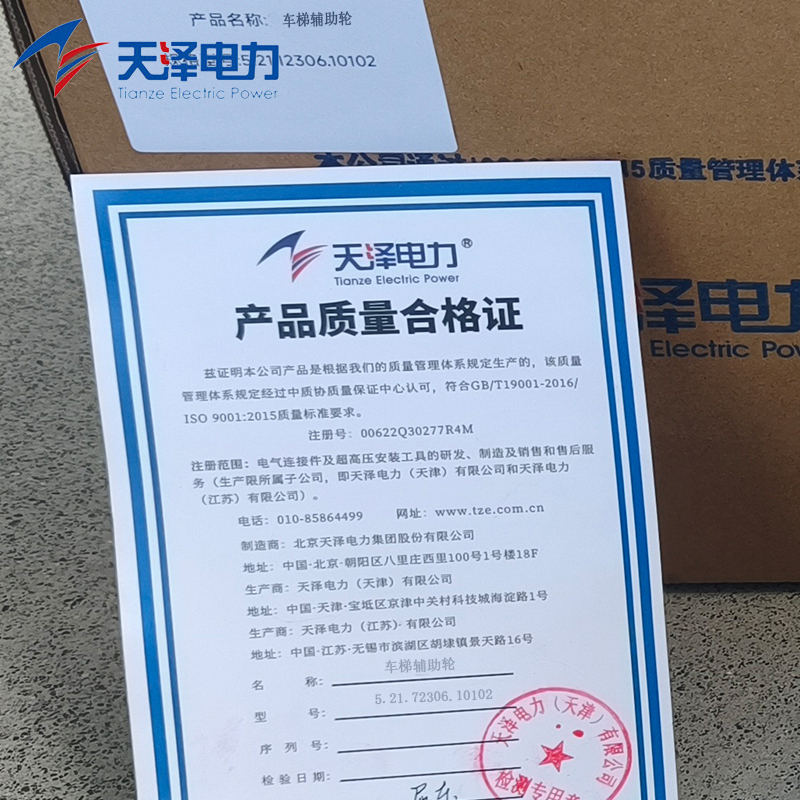 产品名称: 车梯辅助轮
天泽电力
Tianze Electric Power
12306.10102
15质量管理体系
天泽电力®
Tianze Electric Power
产品质量合格证
兹证明本公司产品是根据我们的质量管理体系规定生产的，该质量
管理体系规定经过中质协质量保证中心认可，符合GB/T19001-2016/
ISO 9001:2015质量标准要求。
注册号：00622Q30277R4M
注册范围：电气连接件及超高压安装工具的研发、制造及销售和售后服
务（生产限所属子公司，即天泽电力（天津）有限公司和天泽电力
（江苏）有限公司）。
电话：010-85864499 网址：www.tze.com.cn
制造商：北京天泽电力集团股份有限公司
地址：中国·北京·朝阳区八里庄西里100号1号楼18F
生产商：天泽电力（天津）有限公司
地址：中国·天津·宝坻区京津中关村科技城海淀路1号
生产商：天泽电力（江苏）·有限公司
地址：中国·江苏·无锡市滨湖区胡埭镇景天路16号
名 称：车梯辅助轮
型 号：5.21.72306.10102
序 列 号：
检验日期：
天泽电力（天津）有限公司
检测专用章
泽电力
Electric Pow